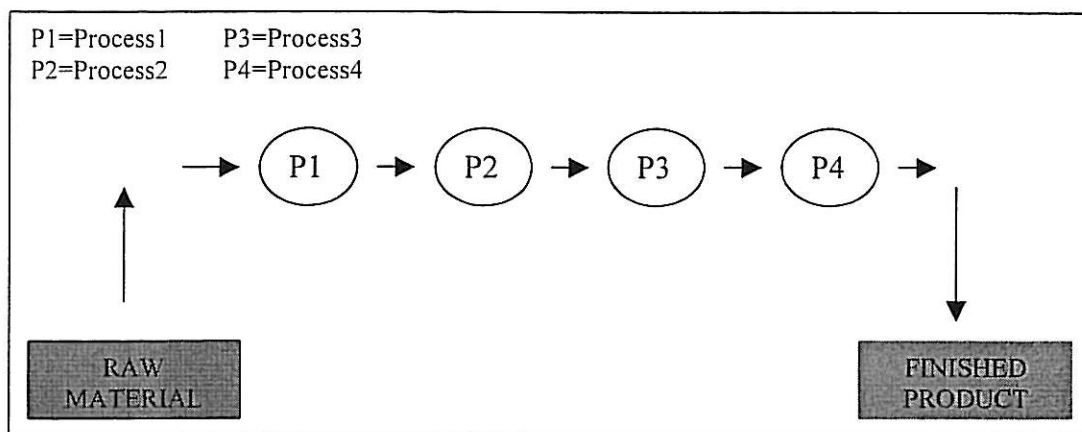 P1=Process1 P3=Process3
P2=Process2 P4=Process4
P1 P2 P3 P4
RAW
MATERIAL
FINISHED
PRODUCT